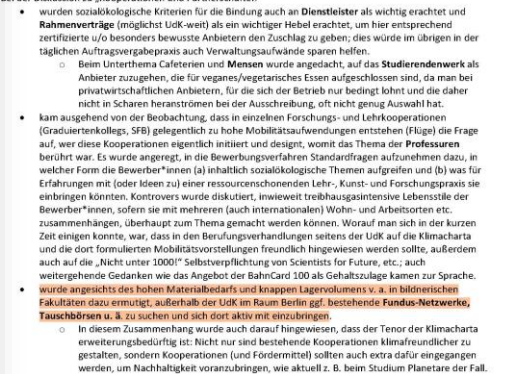 wurden sozialökologische Kriterien für die Bindung auch an Dienstleister als wichtig erachtet und
Rahmenverträge (möglichst UdK-weit) als ein wichtiger Hebel erachtet, um hier entsprechend
zertifizierte u/o besonders bewusste Anbietern den Zuschlag zu geben; dies würde im übrigen in der
täglichen Auftragsvergabepraxis auch Verwaltungsaufwände sparen helfen.
Beim Unterthema Cafeterien und Mensen wurde angedacht, auf das Studierendenwerk als
Anbieter zuzugehen, die für veganes/vegetarisches Essen aufgeschlossen sind, da man bei
privatwirtschaftlichen Anbietern, für die sich der Betrieb nur bedingt lohnt und die daher
nicht in Scharen heranströmen bei der Ausschreibung, oft nicht genug Auswahl hat.
kam ausgehend von der Beobachtung, dass in einzelnen Forschungs- und Lehrkooperationen
(Graduiertenkollegs, SFB) gelegentlich zu hohe Mobilitätsaufwendungen entstehen (Flüge) die Frage
auf, wer diese Kooperationen eigentlich initiiert und designt, womit das Thema der Professuren
berührt war. Es wurde angeregt, in die Bewerbungsverfahren Standardfragen aufzunehmen dazu, in
welcher Form die Bewerber*innen (a) inhaltlich sozialökologische Themen aufgreifen und (b) was für
Erfahrungen mit (oder Ideen zu) einer ressourcenschonenden Lehr-, Kunst- und Forschungspraxis sie
einbringen könnten. Kontrovers wurde diskutiert, inwieweit treibhausgasintensive Lebensstile der
Bewerber*innen, sofern sie mit mehreren (auch internationalen) Wohn- und Arbeitsorten etc.
zusammenhängen, überhaupt zum Thema gemacht werden können. Worauf man sich in der kurzen
Zeit einigen konnte, war, dass in den Berufungsverhandlungen seitens der UdK auf die Klimacharta
und die dort formulierten Mobilitätsvorstellungen freundlich hingewiesen werden sollte, außerdem
auch auf die „Nicht unter 1000!" Selbstverpflichtung von Scientists for Future, etc.; auch
weitergehende Gedanken wie das Angebot der BahnCard 100 als Gehaltszulage kamen zur Sprache.
wurde angesichts des hohen Materialbedarfs und knappen Lagervolumens v. a. in bildnerischen
Fakultäten dazu ermutigt, außerhalb der UdK im Raum Berlin ggf. bestehende Fundus-Netzwerke,
Tauschbörsen u. ä. zu suchen und sich dort aktiv mit einzubringen.
In diesem Zusammenhang wurde auch darauf hingewiesen, dass der Tenor der Klimacharta
erweiterungsbedürftig ist: Nicht nur sind bestehende Kooperationen klimafreundlicher zu
gestalten, sondern Kooperationen (und Fördermittel) sollten auch extra dafür eingegangen
werden, um Nachhaltigkeit voranzubringen, wie aktuell z. B. beim Studium Planetare der Fall.